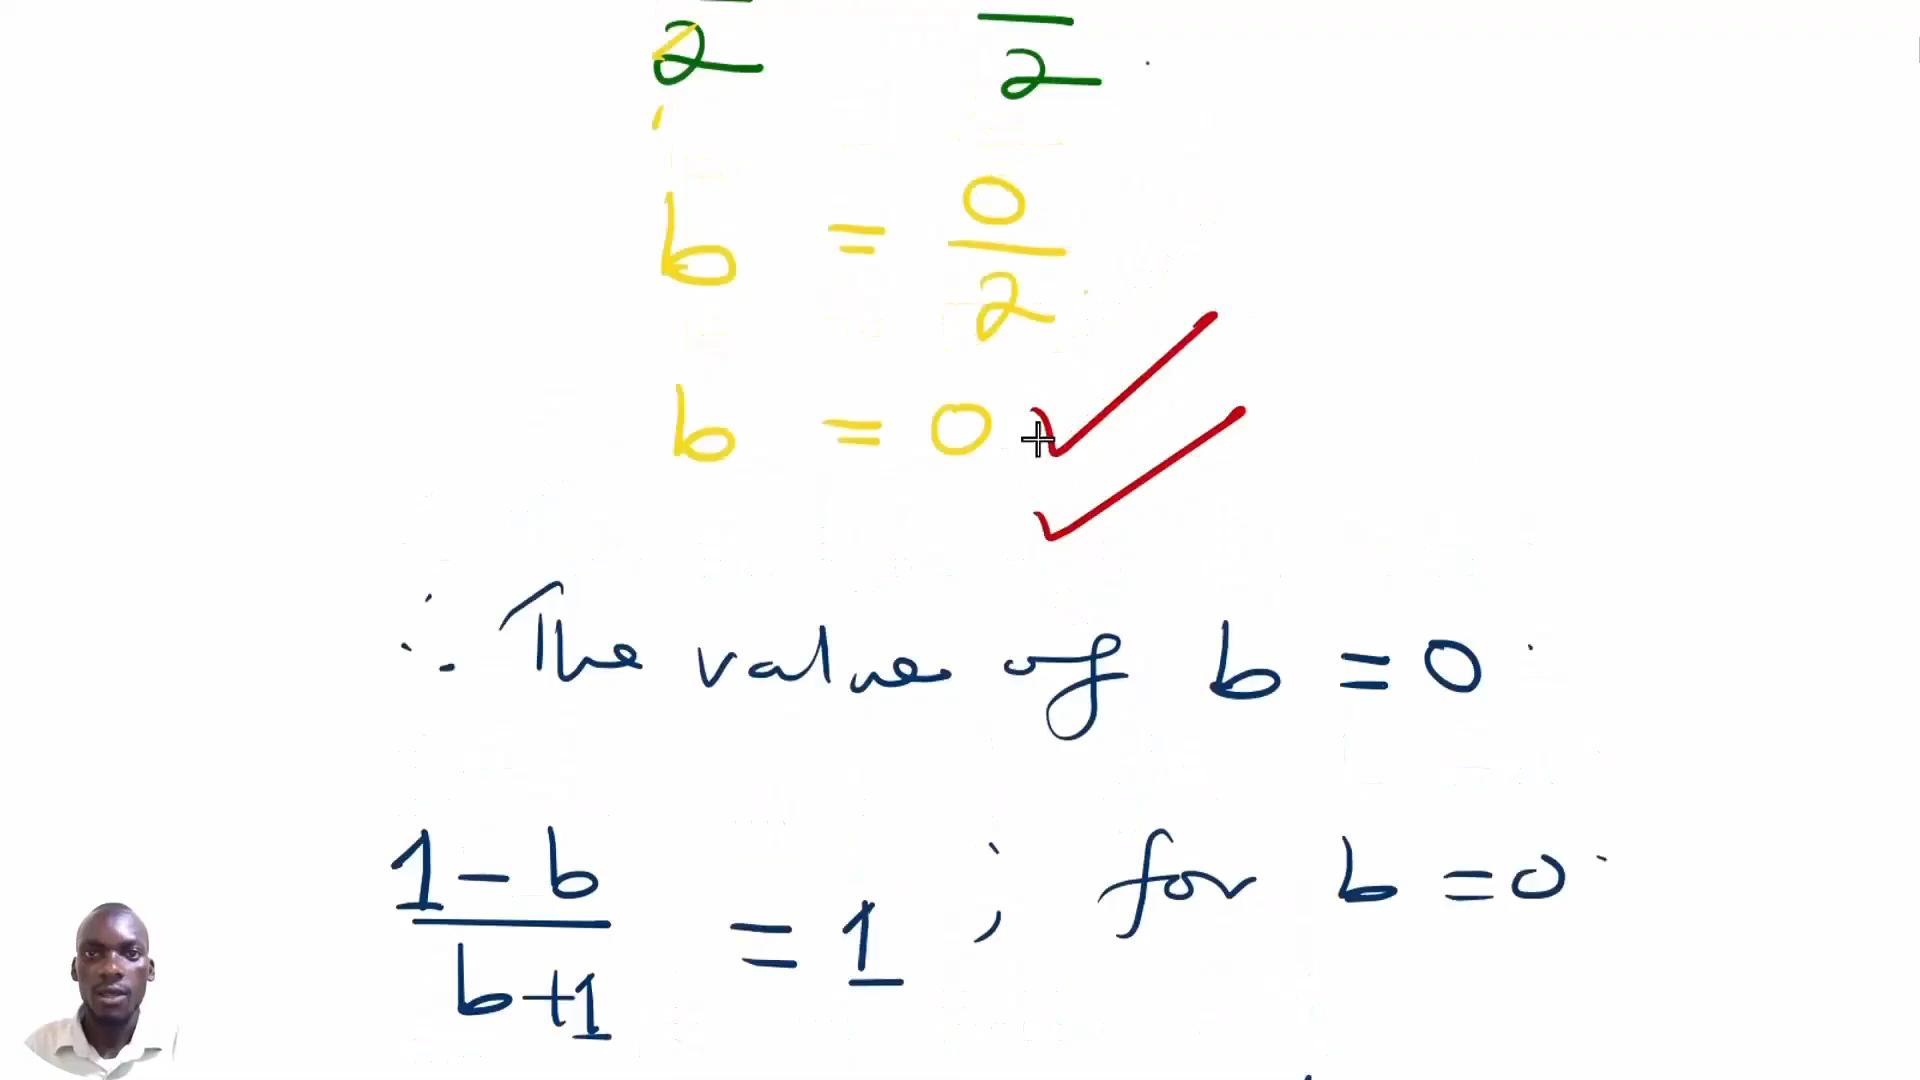 2 2
b = 0/2
b = 0
∴ The value of b = 0
(1 - b)/(b+1) = 1 ; for b = 0